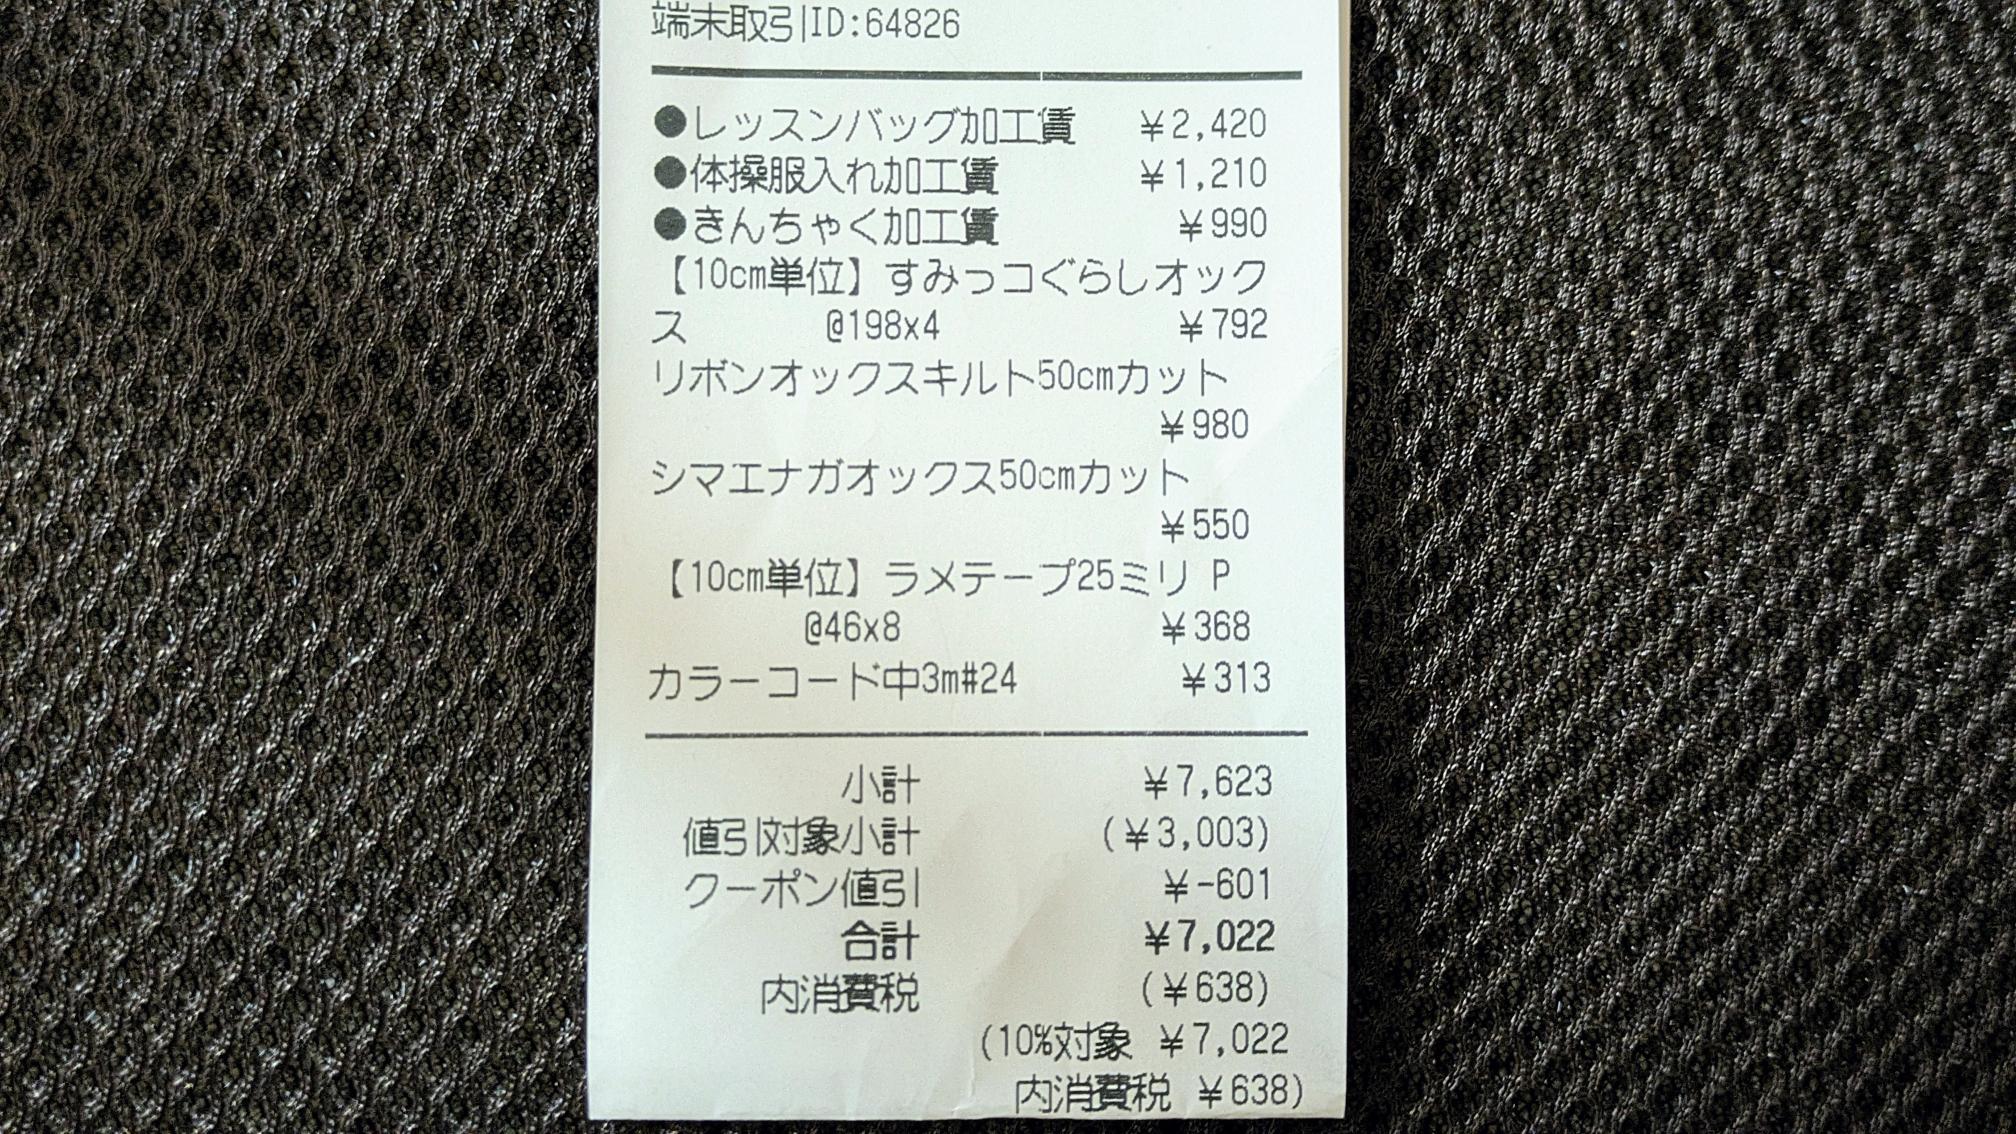 端末取引ID:64826
●レッスンバッグ加工賃 ¥2,420
●体操服入れ加工賃 ¥1,210
●きんちゃく加工賃 ¥990
【10cm単位】すみっコぐらしオック
ス @198x4 ¥792
リボンオックスキルト50cmカット
¥980
シマエナガオックス50cmカット
¥550
【10cm単位】ラメテープ25ミリ P
@46x8 ¥368
カラーコード中3m#24 ¥313
小計 ¥7,623
値引対象小計 (¥3,003)
クーポン値引 ¥-601
合計 ¥7,022
内消費税 (¥638)
(10%対象 ¥7,022
内消費税 ¥638)